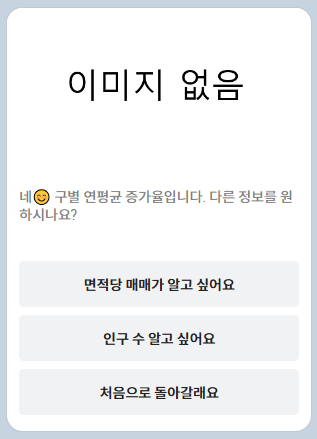 이미지 없음
네😊 구별 연평균 증가율입니다. 다른 정보를 원
하시나요?
면적당 매매가 알고 싶어요
인구 수 알고 싶어요
처음으로 돌아갈래요